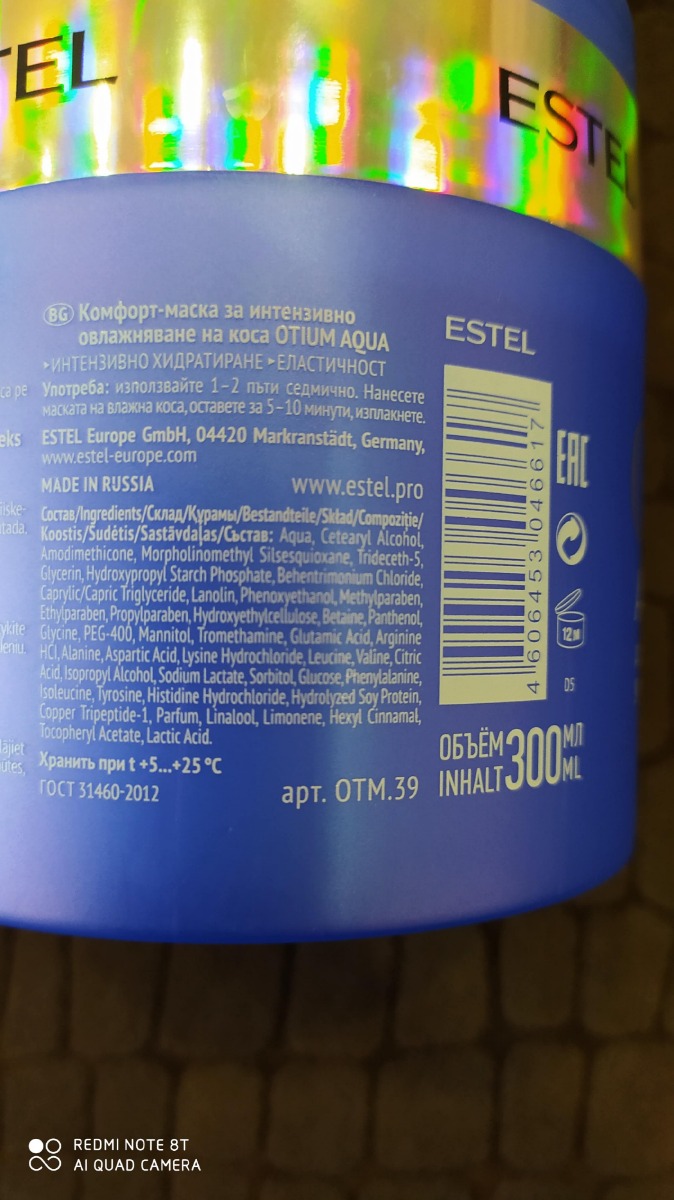 TEL
ESTEL
BG Комфорт-маска за интензивно
овлажняване на коса OTIUM AQUA
▸ИНТЕНЗИВНО ХИДРАТИРАНЕ ▸ЕЛАСТИЧНОСТ
Употреба: използвайте 1–2 пъти седмично. Нанесете
маската на влажна коса, оставете за 5–10 минути, изплакнете.
ESTEL Europe GmbH, 04420 Markranstädt, Germany,
www.estel-europe.com
MADE IN RUSSIA www.estel.pro
Состав/Ingredients/Склад/Құрамы/Bestandteile/Skład/Compoziție/
Koostis/Sudėtis/Sastāvdaļas/Състав: Aqua, Cetearyl Alcohol,
Amodimethicone, Morpholinomethyl Silsesquioxane, Trideceth-5,
Glycerin, Hydroxypropyl Starch Phosphate, Behentrimonium Chloride,
Caprylic/Capric Triglyceride, Lanolin, Phenoxyethanol, Methylparaben,
Ethylparaben, Propylparaben, Hydroxyethylcellulose, Betaine, Panthenol,
Glycine, PEG-400, Mannitol, Tromethamine, Glutamic Acid, Arginine
HCl, Alanine, Aspartic Acid, Lysine Hydrochloride, Leucine, Valine, Citric
Acid, Isopropyl Alcohol, Sodium Lactate, Sorbitol, Glucose, Phenylalanine,
Isoleucine, Tyrosine, Histidine Hydrochloride, Hydrolyzed Soy Protein,
Copper Tripeptide-1, Parfum, Linalool, Limonene, Hexyl Cinnamal,
Tocopheryl Acetate, Lactic Acid.
Хранить при t +5...+25 °C
ГОСТ 31460-2012
арт. OTM.39
ESTEL
4 606453 046617
EAC
12 M
D5
ОБЪЁМ 300 МЛ
INHALT ML
REDMI NOTE 8T
AI QUAD CAMERA